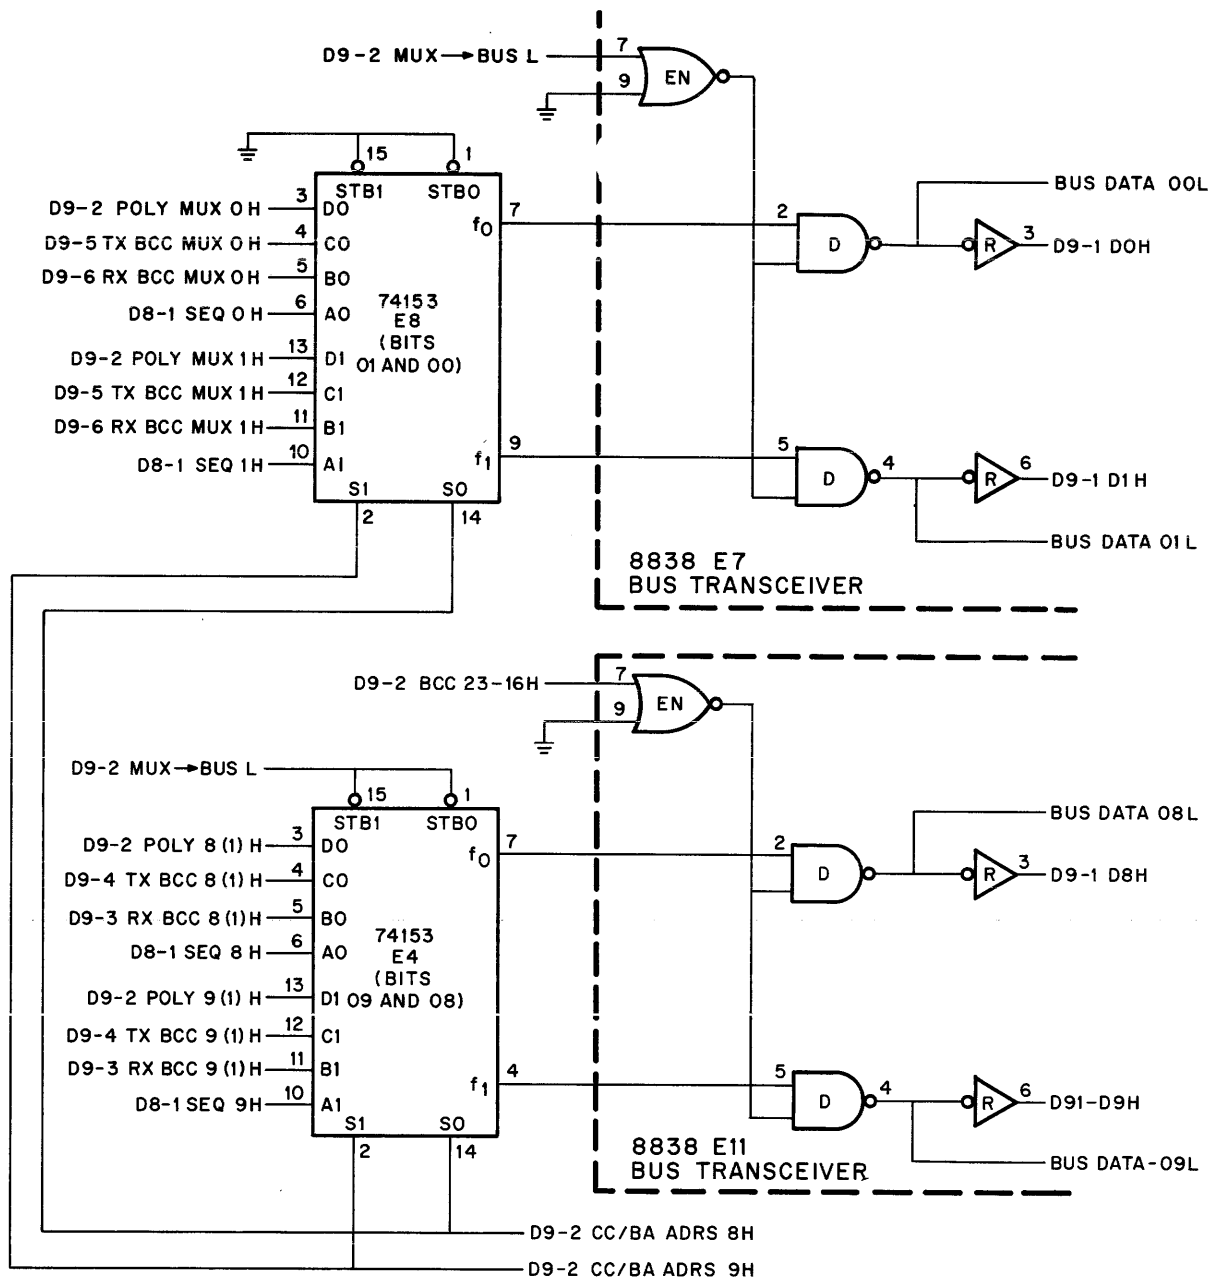 D9-2 MUX→BUS L
7
9
EN
15
1
STB1
STB0
D9-2 POLY MUX 0H
3
D0
D9-5 TX BCC MUX 0H
4
C0
D9-6 RX BCC MUX 0H
5
B0
D8-1 SEQ 0H
6
A0
D9-2 POLY MUX 1H
13
D1
D9-5 TX BCC MUX 1H
12
C1
D9-6 RX BCC MUX 1H
11
B1
D8-1 SEQ 1H
10
A1
74153
E8
(BITS
01 AND 00)
f0
7
f1
9
S1
S0
2
14
2
D
BUS DATA 00L
R
3
D9-1 D0H
5
D
4
R
6
D9-1 D1H
BUS DATA 01L
8838 E7
BUS TRANSCEIVER
D9-2 BCC 23-16H
7
9
EN
D9-2 MUX→BUS L
15
1
STB1
STB0
D9-2 POLY 8(1) H
3
D0
D9-4 TX BCC 8(1) H
4
C0
D9-3 RX BCC 8(1) H
5
B0
D8-1 SEQ 8H
6
A0
D9-2 POLY 9(1) H
13
D1
D9-4 TX BCC 9(1) H
12
C1
D9-3 RX BCC 9(1) H
11
B1
D8-1 SEQ 9H
10
A1
74153
E4
(BITS
09 AND 08)
f0
7
f1
4
S1
S0
2
14
2
D
BUS DATA 08L
R
3
D9-1 D8H
5
D
4
R
6
D91-D9H
BUS DATA-09L
8838 E11
BUS TRANSCEIVER
D9-2 CC/BA ADRS 8H
D9-2 CC/BA ADRS 9H